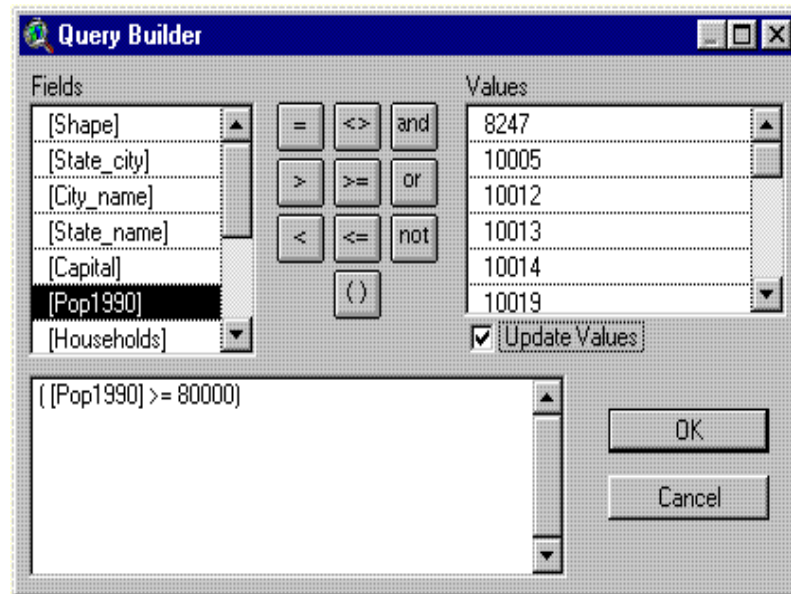 Query Builder
Fields
[Shape]
[State_city]
[City_name]
[State_name]
[Capital]
[Pop1990]
[Households]
= <> and
> >= or
< <= not
( )
Values
8247
10005
10012
10013
10014
10019
Update Values
( [Pop1990] >= 80000)
OK
Cancel